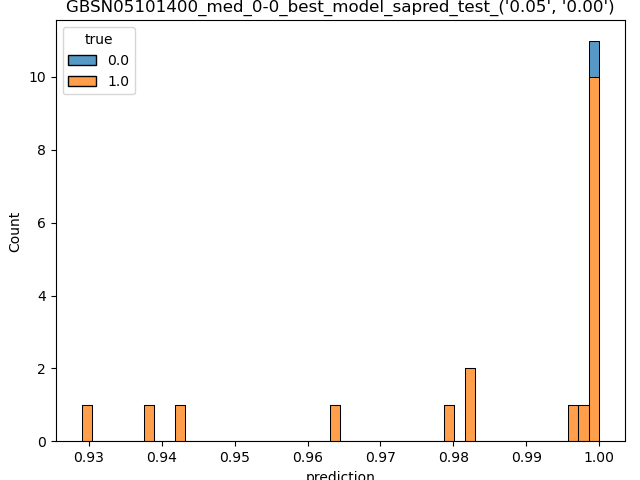 GBSN05101400_med_0-0_best_model_sapred_test_('0.05', '0.00')
true
0.0
1.0
Count
10
8
6
4
2
0
0.93 0.94 0.95 0.96 0.97 0.98 0.99 1.00
prediction